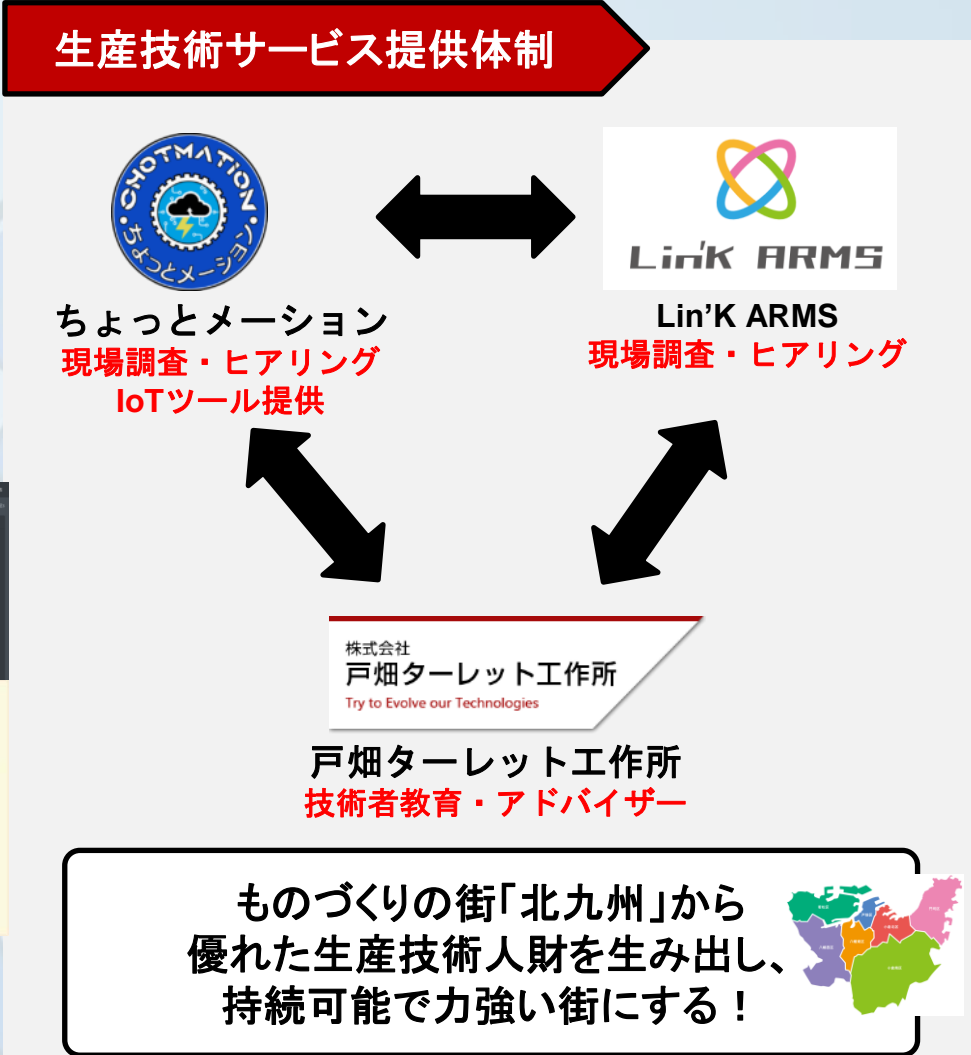 生産技術サービス提供体制
CHOTMATION
ちょっとメーション
Lin'K ARMS
ちょっとメーション
現場調査・ヒアリング
IoTツール提供
Lin’K ARMS
現場調査・ヒアリング
株式会社
戸畑ターレット工作所
Try to Evolve our Technologies
戸畑ターレット工作所
技術者教育・アドバイザー
ものづくりの街｢北九州｣から
優れた生産技術人財を生み出し、
持続可能で力強い街にする！